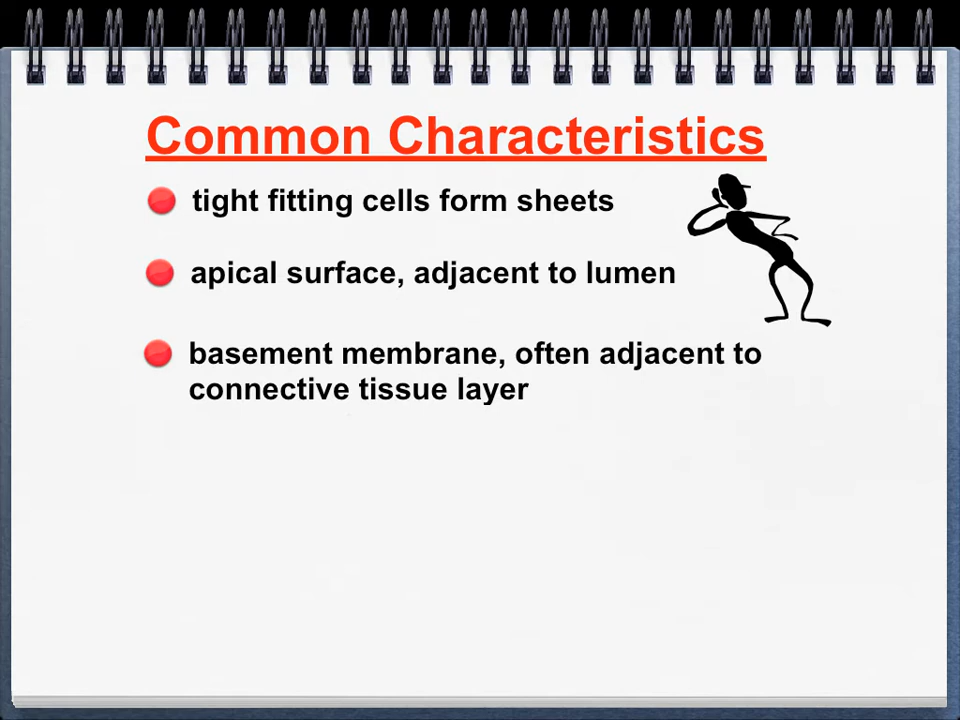 Common Characteristics
tight fitting cells form sheets
apical surface, adjacent to lumen
basement membrane, often adjacent to
connective tissue layer